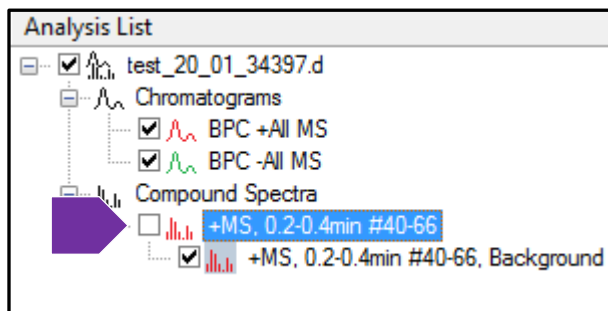 Analysis List
test_20_01_34397.d
Chromatograms
BPC +All MS
BPC -All MS
Compound Spectra
+MS, 0.2-0.4min #40-66
+MS, 0.2-0.4min #40-66, Background